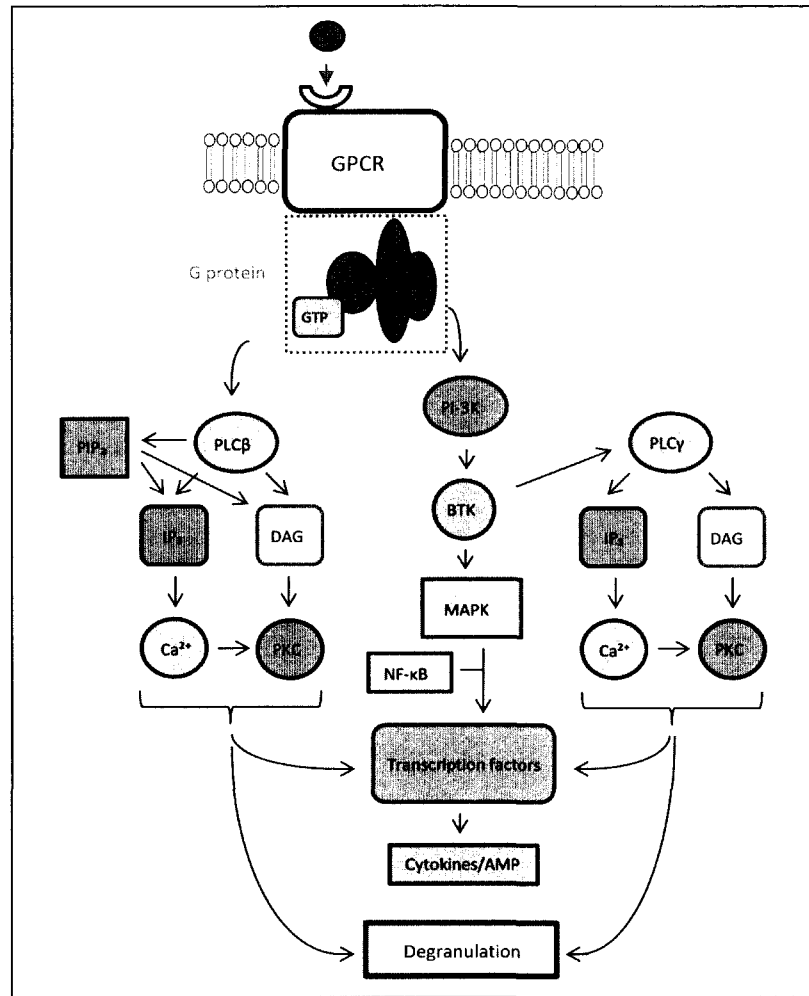 GPCR
G protein
GTP
PI-3K
PIP₂
PLCβ
PLCγ
BTK
IP₃
DAG
IP₃
DAG
MAPK
Ca²⁺
PKC
NF-κB
Ca²⁺
PKC
Transcription factors
Cytokines/AMP
Degranulation